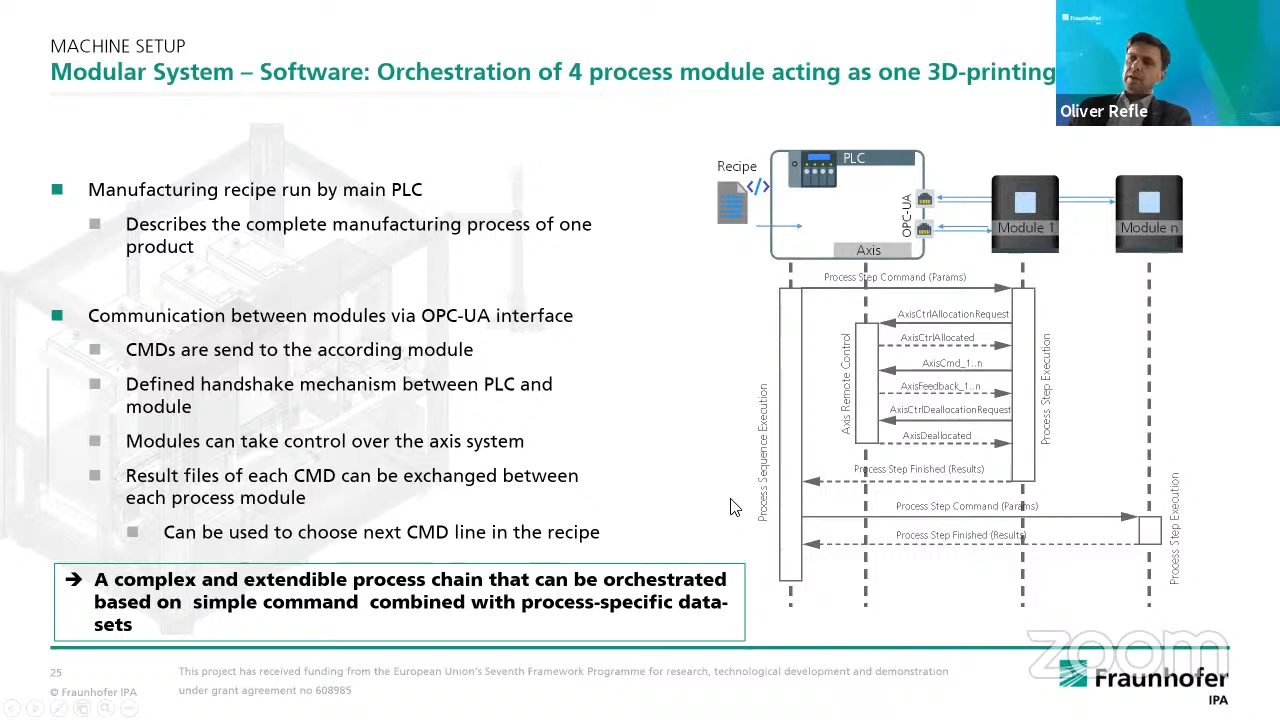 MACHINE SETUP
Modular System – Software: Orchestration of 4 process module acting as one 3D-printing
Fraunhofer
Oliver Refle
Manufacturing recipe run by main PLC
Describes the complete manufacturing process of one
product
Communication between modules via OPC-UA interface
CMDs are send to the according module
Defined handshake mechanism between PLC and
module
Modules can take control over the axis system
Result files of each CMD can be exchanged between
each process module
Can be used to choose next CMD line in the recipe
➔ A complex and extendible process chain that can be orchestrated
based on simple command combined with process-specific data-
sets
Recipe
</>
PLC
OPC-UA
Axis
Module 1
Module n
Process Step Command (Params)
AxisCtrlAllocationRequest
AxisCtrlAllocated
AxisCmd_1..n
AxisFeedback_1..n
AxisCtrlDeallocationRequest
AxisDeallocated
Process Step Finished (Results)
Process Step Command (Params)
Process Step Finished (Results)
Process Sequence Execution
Axis Remote Control
Process Step Execution
Process Step Execution
zoom
25
This project has received funding from the European Union's Seventh Framework Programme for research, technological development and demonstration
under grant agreement no 608985
© Fraunhofer IPA
Fraunhofer
IPA